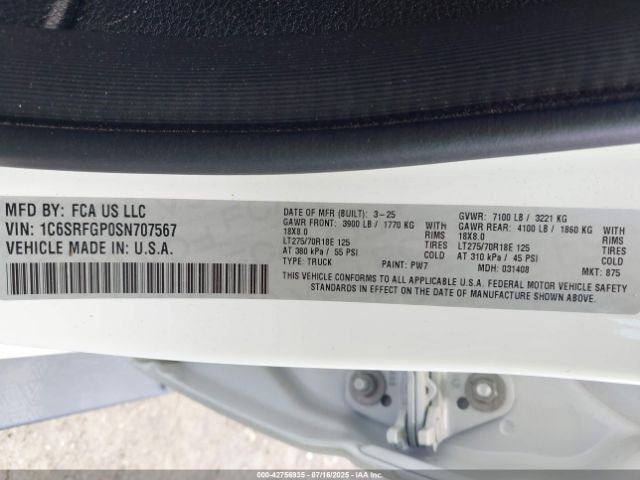 MFD BY: FCA US LLC
VIN: 1C6SRFGP0SN707567
VEHICLE MADE IN: U.S.A.
DATE OF MFR (BUILT): 3-25
GAWR FRONT: 3900 LB / 1770 KG WITH
18X8.0 RIMS
LT275/70R18E 125 TIRES
AT 380 kPa / 55 PSI COLD
TYPE: TRUCK PAINT: PW7
GVWR: 7100 LB / 3221 KG
GAWR REAR: 4100 LB / 1860 KG WITH
18X8.0 RIMS
LT275/70R18E 125 TIRES
AT 310 kPa / 45 PSI COLD
MDH: 031408 MKT: 875
THIS VEHICLE CONFORMS TO ALL APPLICABLE U.S.A. FEDERAL MOTOR VEHICLE SAFETY
STANDARDS IN EFFECT ON THE DATE OF MANUFACTURE SHOWN ABOVE.
000-42756935 - 07/16/2025 - IAA Inc.